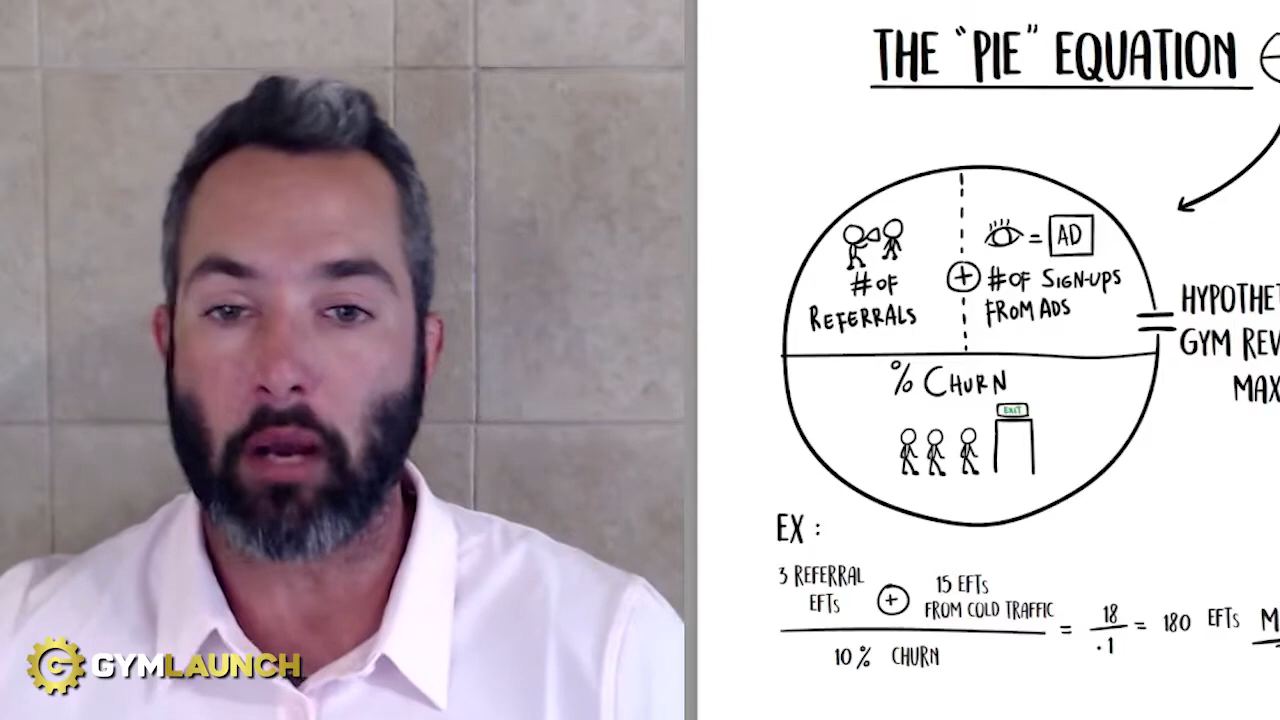 THE "PIE" EQUATION
# OF
REFERRALS
+
=
AD
# OF SIGN-UPS
FROM ADS
% CHURN
EXIT
=
HYPOTHET
GYM REV
MAX
EX :
3 REFERRAL
EFTs
+
15 EFTs
FROM COLD TRAFFIC
10% CHURN
= 18 / .1 = 180 EFTs M
GYMLAUNCH